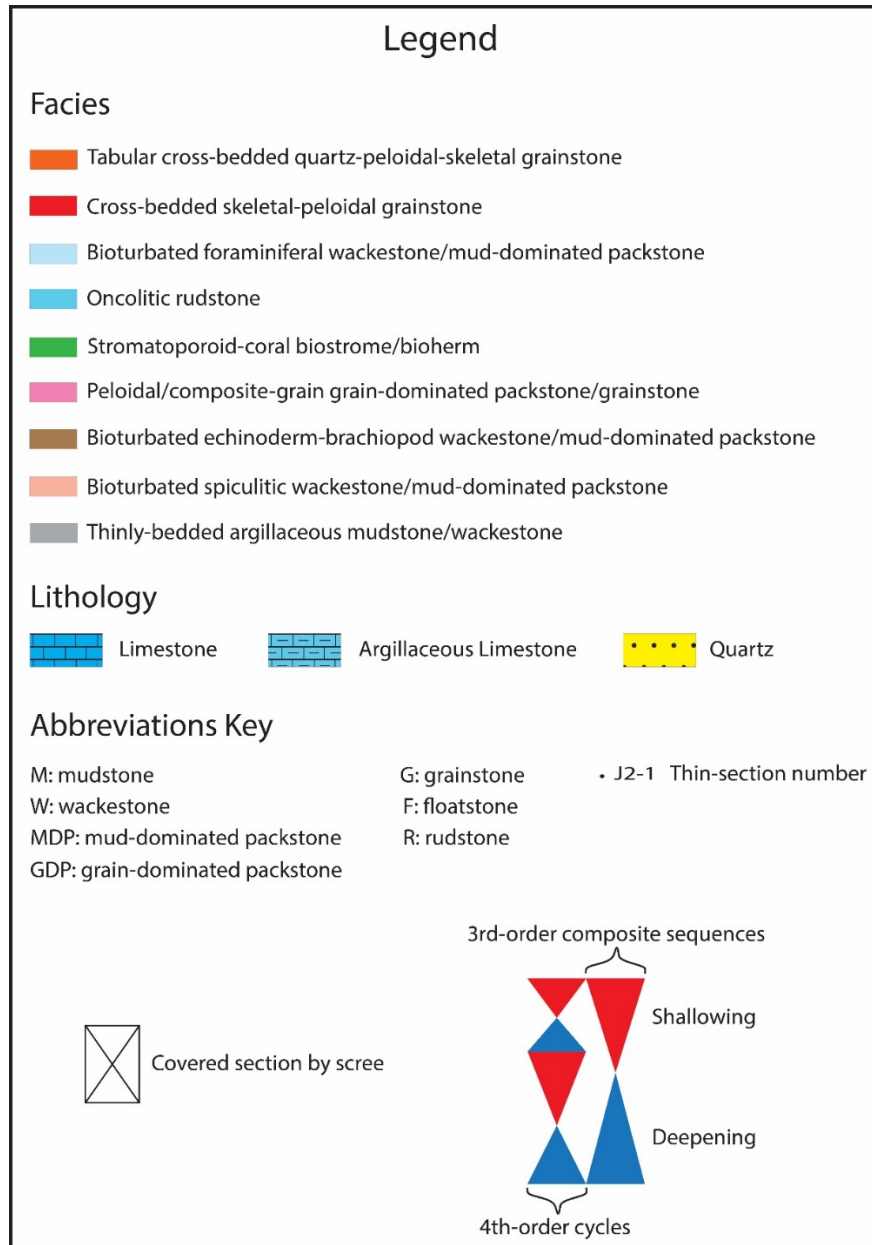 Legend
Facies
Tabular cross-bedded quartz-peloidal-skeletal grainstone
Cross-bedded skeletal-peloidal grainstone
Bioturbated foraminiferal wackestone/mud-dominated packstone
Oncolitic rudstone
Stromatoporoid-coral biostrome/bioherm
Peloidal/composite-grain grain-dominated packstone/grainstone
Bioturbated echinoderm-brachiopod wackestone/mud-dominated packstone
Bioturbated spiculitic wackestone/mud-dominated packstone
Thinly-bedded argillaceous mudstone/wackestone
Lithology
Limestone
Argillaceous Limestone
Quartz
Abbreviations Key
M: mudstone
W: wackestone
MDP: mud-dominated packstone
GDP: grain-dominated packstone
G: grainstone
F: floatstone
R: rudstone
• J2-1 Thin-section number
Covered section by scree
3rd-order composite sequences
Shallowing
Deepening
4th-order cycles